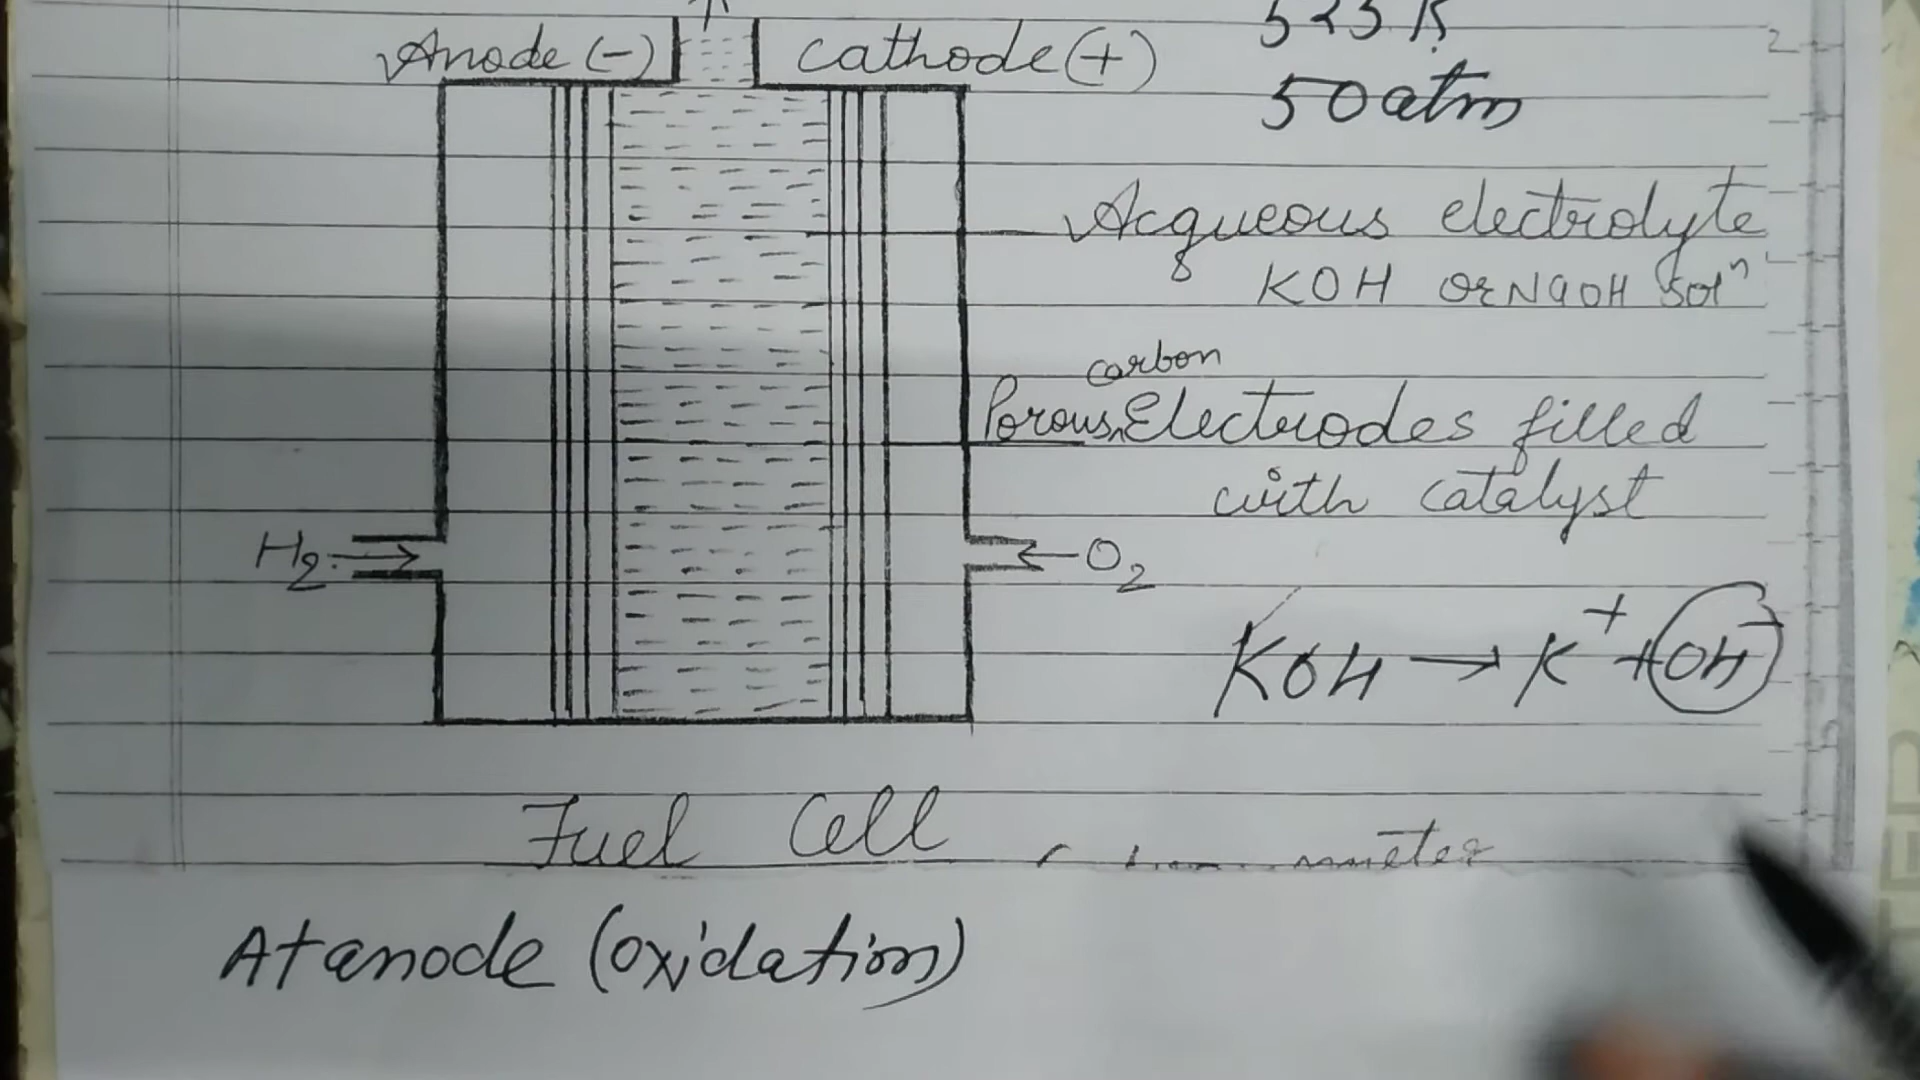 Anode (-) Cathode (+)
523 K
50 atm
Acqueous electrolyte
KOH or NaOH solⁿ
carbon
Porous Electrodes filled
with catalyst
H₂ → ← O₂
KOH → K⁺ + OH⁻
Fuel Cell
At anode (oxidation)